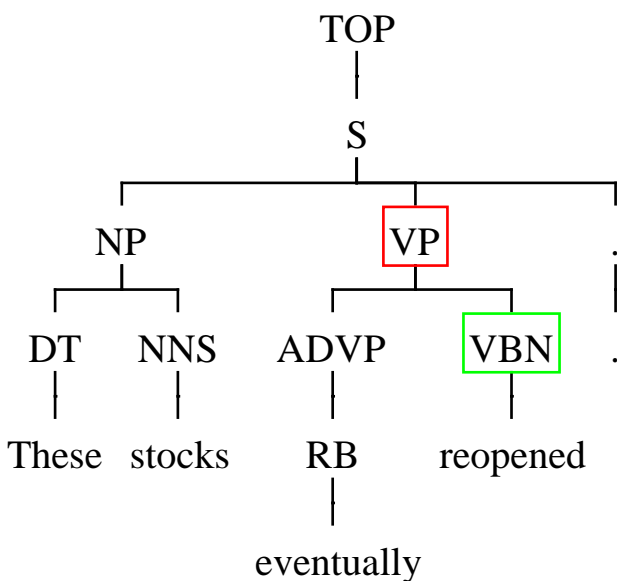 TOP
S
NP VP .
DT NNS ADVP VBN .
These stocks RB reopened
eventually